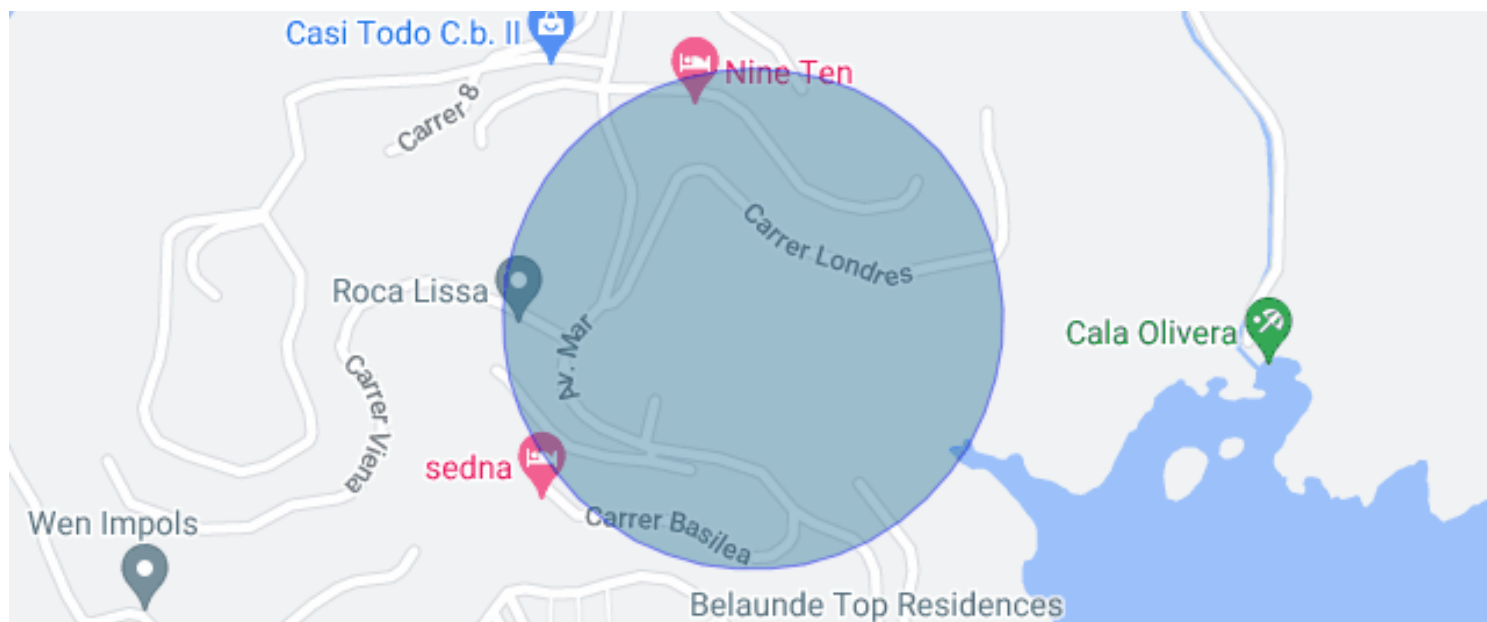 Casi Todo C.b. II
Nine Ten
Carrer 8
Carrer Londres
Roca Lissa
Av. Mar
Cala Olivera
Carrer Viena
sedna
Carrer Basilea
Wen Impols
Belaunde Top Residences